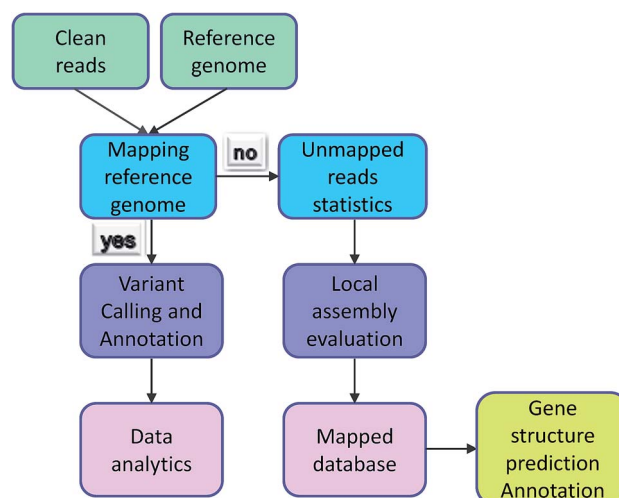 Clean
reads
Reference
genome
Mapping
reference
genome
no
Unmapped
reads
statistics
yes
Variant
Calling and
Annotation
Local
assembly
evaluation
Data
analytics
Mapped
database
Gene
structure
prediction
Annotation